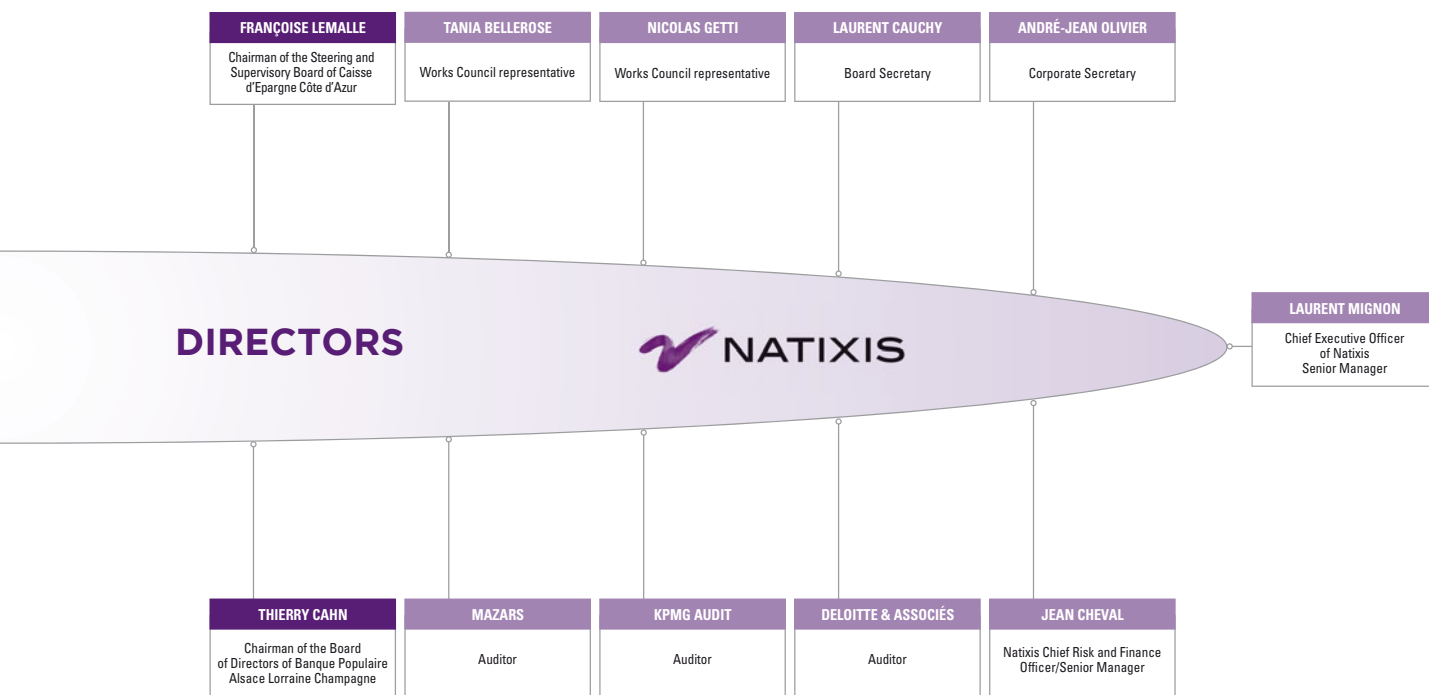 FRANÇOISE LEMALLE
Chairman of the Steering and
Supervisory Board of Caisse
d'Epargne Côte d'Azur
TANIA BELLEROSE
Works Council representative
NICOLAS GETTI
Works Council representative
LAURENT CAUCHY
Board Secretary
ANDRÉ-JEAN OLIVIER
Corporate Secretary
DIRECTORS
NATIXIS
LAURENT MIGNON
Chief Executive Officer
of Natixis
Senior Manager
THIERRY CAHN
Chairman of the Board
of Directors of Banque Populaire
Alsace Lorraine Champagne
MAZARS
Auditor
KPMG AUDIT
Auditor
DELOITTE & ASSOCIÉS
Auditor
JEAN CHEVAL
Natixis Chief Risk and Finance
Officer/Senior Manager